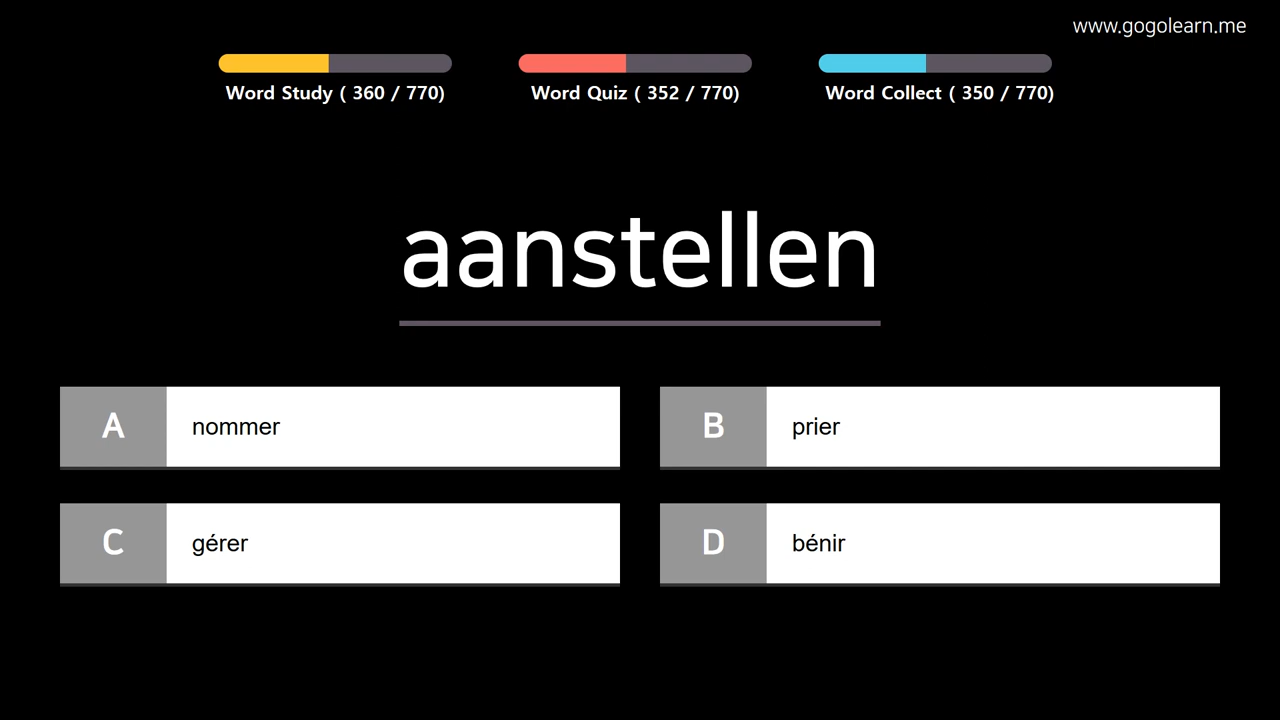 www.gogolearn.me
Word Study ( 360 / 770)
Word Quiz ( 352 / 770)
Word Collect ( 350 / 770)
aanstellen
A nommer
B prier
C gérer
D bénir